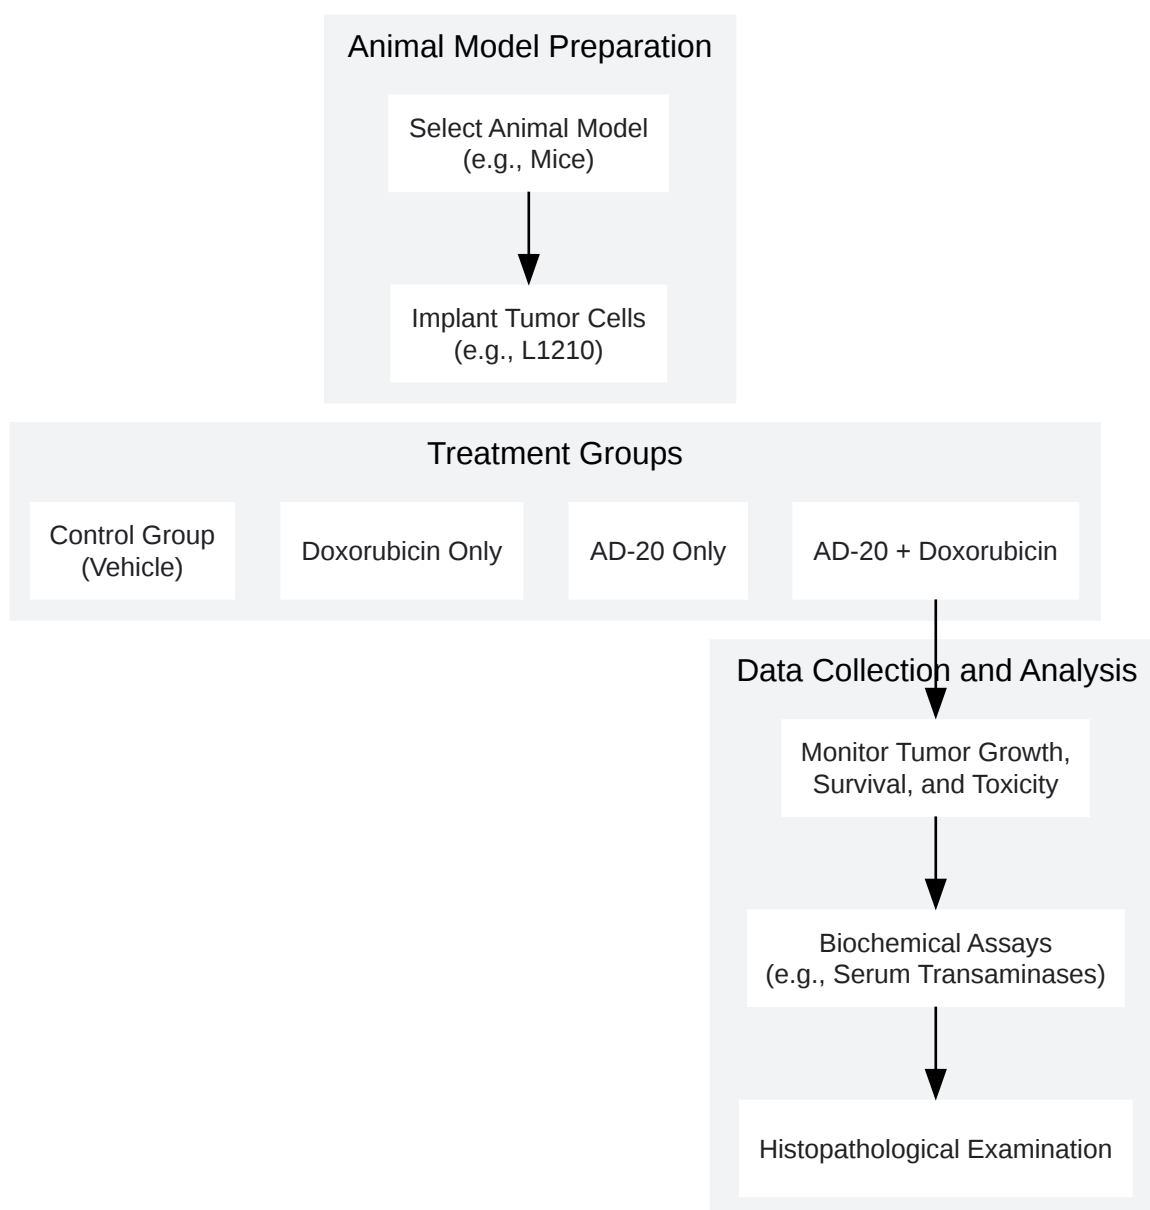 Animal Model Preparation
Select Animal Model
(e.g., Mice)
Implant Tumor Cells
(e.g., L1210)
Treatment Groups
Control Group
(Vehicle)
Doxorubicin Only
AD-20 Only
AD-20 + Doxorubicin
Data Collection and Analysis
Monitor Tumor Growth,
Survival, and Toxicity
Biochemical Assays
(e.g., Serum Transaminases)
Histopathological Examination